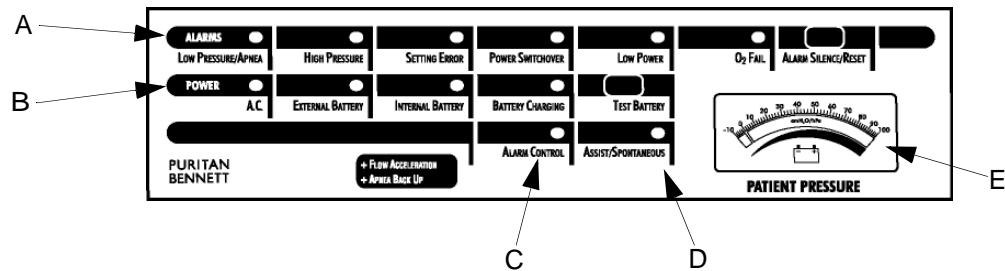 A
ALARMS
LOW PRESSURE/APNEA HIGH PRESSURE SETTING ERROR POWER SWITCHOVER LOW POWER O2 FAIL ALARM SILENCE/RESET
B
POWER
A.C. EXTERNAL BATTERY INTERNAL BATTERY BATTERY CHARGING TEST BATTERY
-10 0 10 20 30 40 50 60 70 80 90 100
cmH2O/hPa
- +
ALARM CONTROL ASSIST/SPONTANEOUS
PURITAN
BENNETT
+ FLOW ACCELERATION
+ APNEA BACK UP
PATIENT PRESSURE
E
C
D